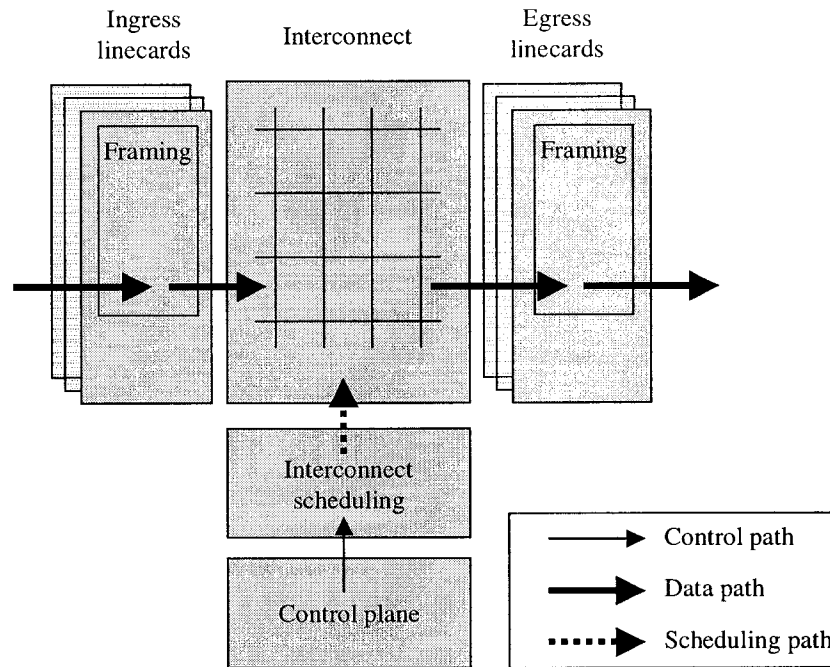 Ingress
linecards
Interconnect
Egress
linecards
Framing
Framing
Interconnect
scheduling
Control plane
Control path
Data path
Scheduling path